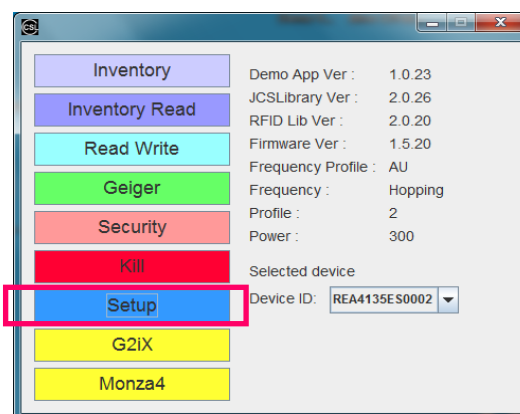 CSL
Inventory
Inventory Read
Read Write
Geiger
Security
Kill
Setup
G2iX
Monza4
Demo App Ver : 1.0.23
JCSLibrary Ver : 2.0.26
RFID Lib Ver : 2.0.20
Firmware Ver : 1.5.20
Frequency Profile : AU
Frequency : Hopping
Profile : 2
Power : 300
Selected device
Device ID: REA4135ES0002